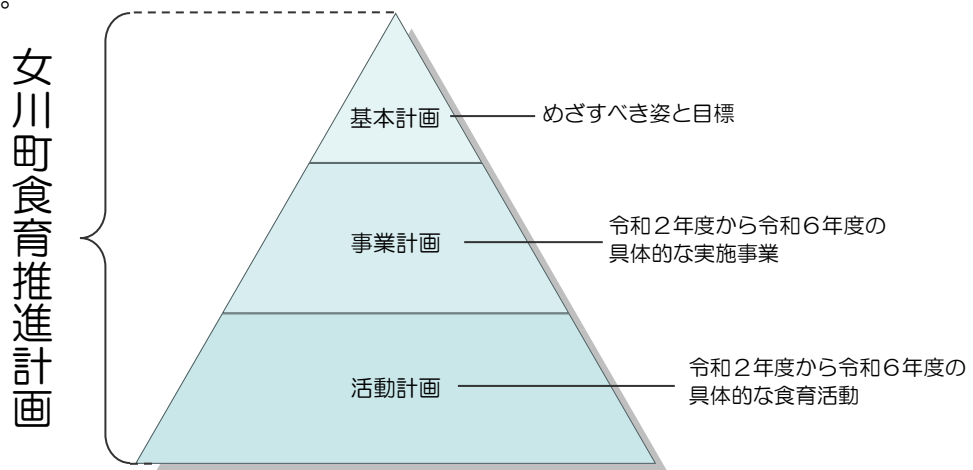 。
女川町食育推進計画
基本計画
めざすべき姿と目標
事業計画
令和２年度から令和６年度の
具体的な実施事業
活動計画
令和２年度から令和６年度の
具体的な食育活動